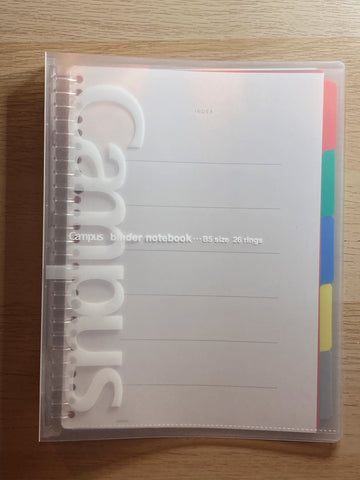 INDEX
Campus
Campus binder notebook··· B5 size 26 rings